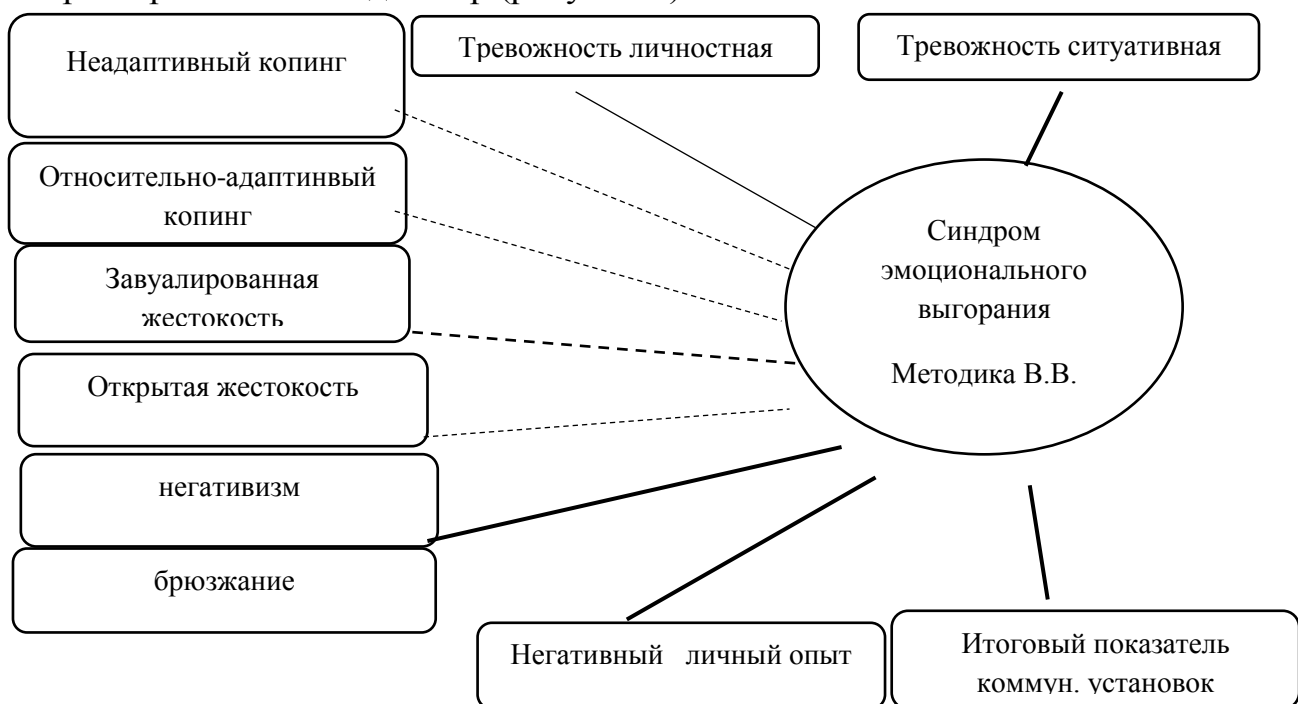 Неадаптивный копинг
Тревожность личностная
Тревожность ситуативная
Относительно-адаптинвый
копинг
Завуалированная
жестокость
Открытая жестокость
негативизм
брюзжание
Синдром
эмоционального
выгорания
Методика В.В.
Негативный личный опыт
Итоговый показатель
коммун. установок